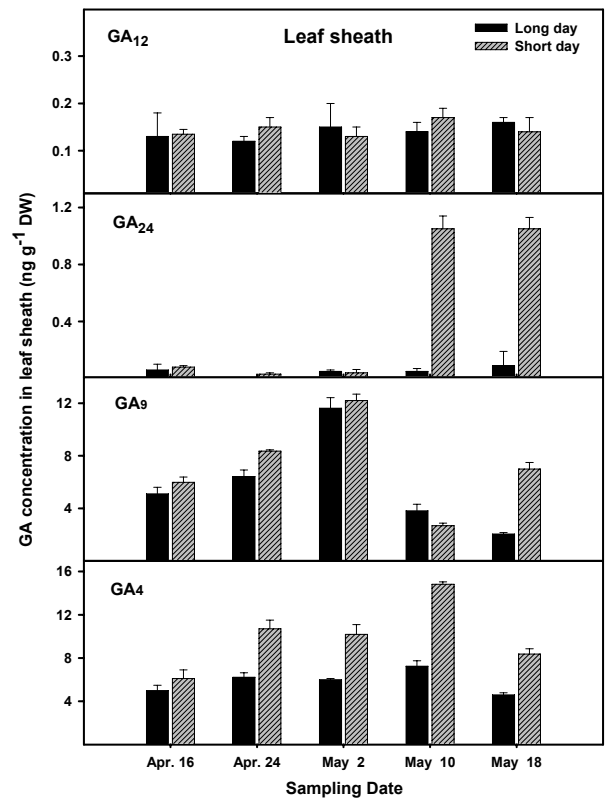 GA12 Leaf sheath
Long day
Short day
0.3
0.2
0.1
GA24
1.2
0.8
0.4
GA9
12
8
4
GA4
16
12
8
4
GA concentration in leaf sheath (ng g-1 DW)
Apr. 16 Apr. 24 May 2 May 10 May 18
Sampling Date